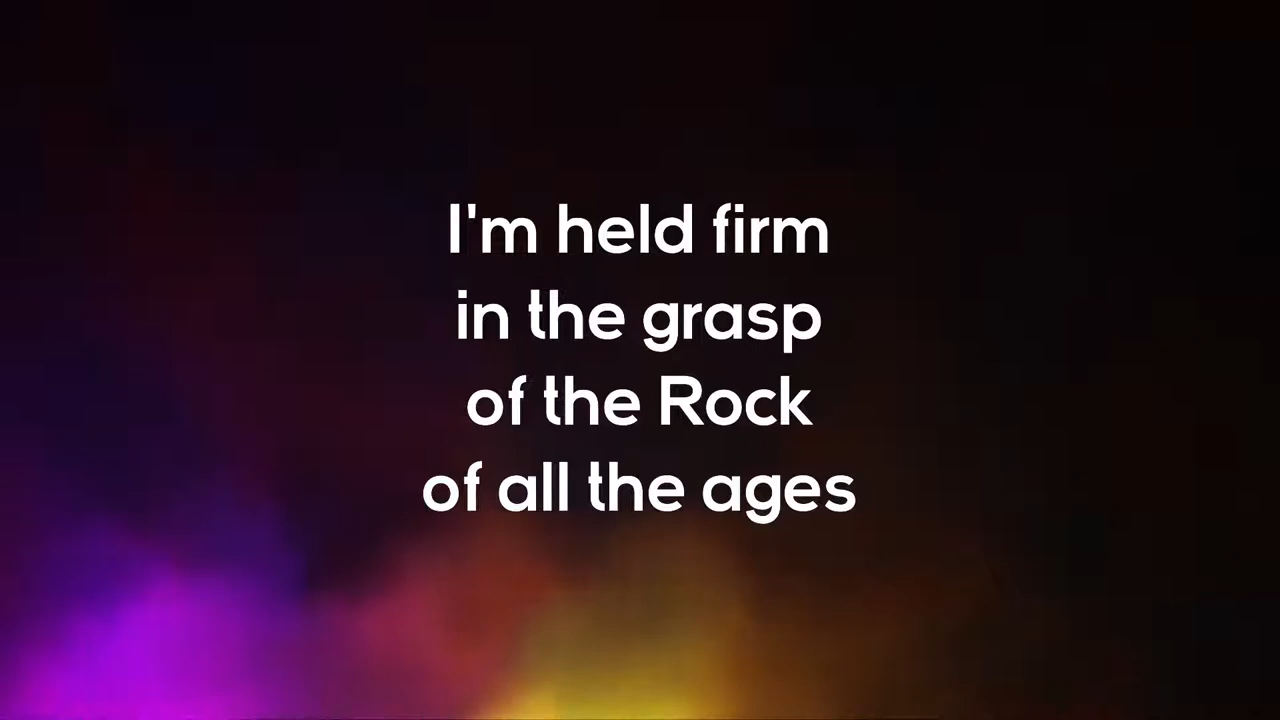 I'm held firm
in the grasp
of the Rock
of all the ages